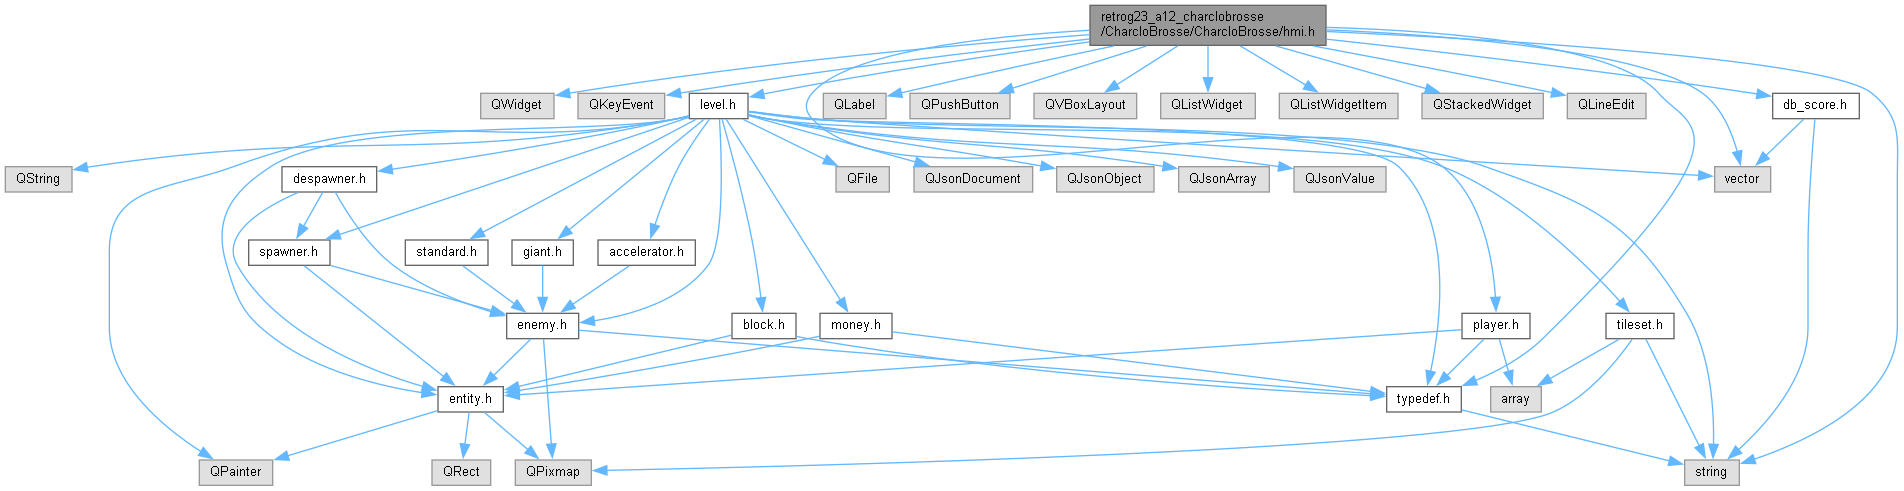 retrog23_a12_charclobrosse
/CharcloBrosse/CharcloBrosse/hmi.h
QWidget
QKeyEvent
level.h
QLabel
QPushButton
QVBoxLayout
QListWidget
QListWidgetItem
QStackedWidget
QLineEdit
db_score.h
QString
despawner.h
QFile
QJsonDocument
QJsonObject
QJsonArray
QJsonValue
vector
spawner.h
standard.h
giant.h
accelerator.h
enemy.h
block.h
money.h
player.h
tileset.h
entity.h
typedef.h
array
QPainter
QRect
QPixmap
string